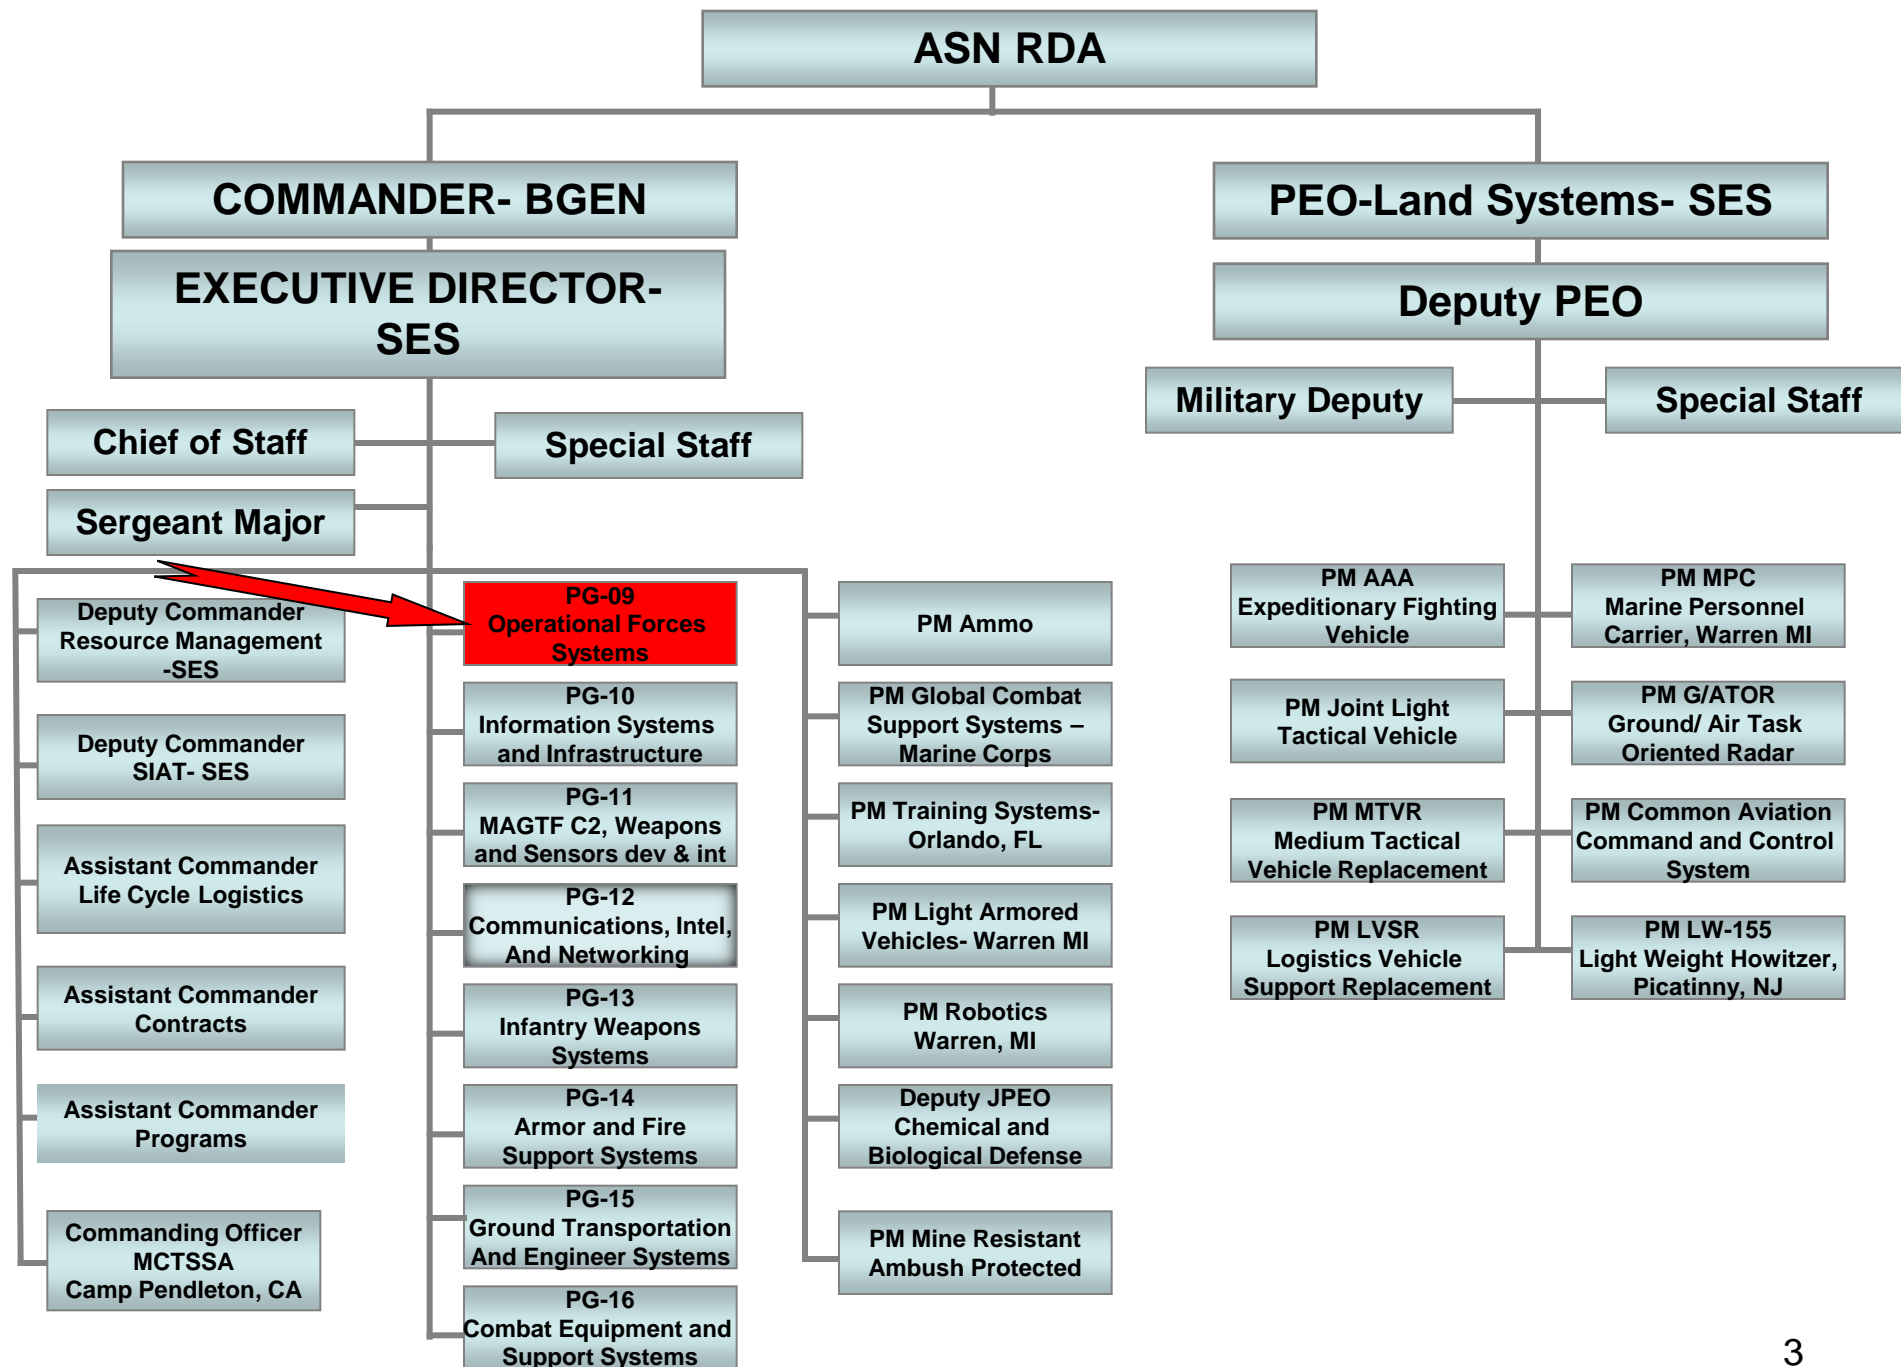 ASN RDA
COMMANDER- BGEN
PEO-Land Systems- SES
EXECUTIVE DIRECTOR-
SES
Deputy PEO
Military Deputy
Special Staff
Chief of Staff
Special Staff
Sergeant Major
Deputy Commander
Resource Management
-SES
Deputy Commander
SIAT- SES
Assistant Commander
Life Cycle Logistics
Assistant Commander
Contracts
Assistant Commander
Programs
Commanding Officer
MCTSSA
Camp Pendleton, CA
PG-09
Operational Forces
Systems
PG-10
Information Systems
and Infrastructure
PG-11
MAGTF C2, Weapons
and Sensors dev & int
PG-12
Communications, Intel,
And Networking
PG-13
Infantry Weapons
Systems
PG-14
Armor and Fire
Support Systems
PG-15
Ground Transportation
And Engineer Systems
PG-16
Combat Equipment and
Support Systems
PM Ammo
PM Global Combat
Support Systems –
Marine Corps
PM Training Systems-
Orlando, FL
PM Light Armored
Vehicles- Warren MI
PM Robotics
Warren, MI
Deputy JPEO
Chemical and
Biological Defense
PM Mine Resistant
Ambush Protected
PM AAA
Expeditionary Fighting
Vehicle
PM Joint Light
Tactical Vehicle
PM MTVR
Medium Tactical
Vehicle Replacement
PM LVSR
Logistics Vehicle
Support Replacement
PM MPC
Marine Personnel
Carrier, Warren MI
PM G/ATOR
Ground/ Air Task
Oriented Radar
PM Common Aviation
Command and Control
System
PM LW-155
Light Weight Howitzer,
Picatinny, NJ
3